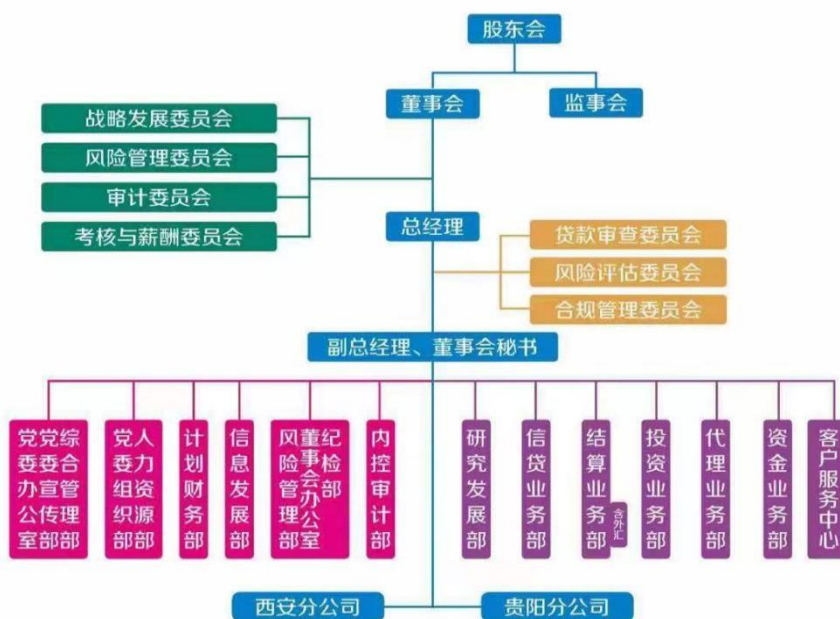 股东会
董事会
监事会
战略发展委员会
风险管理委员会
审计委员会
考核与薪酬委员会
总经理
贷款审查委员会
风险评估委员会
合规管理委员会
副总经理、董事会秘书
综合管理部
党委宣传部
党委办公室
人力资源部
党委组织部
计划财务部
信息发展部
纪检部
董事会办公室
风险管理部
内控审计部
研究发展部
信贷业务部
结算业务部
含外汇
投资业务部
代理业务部
资金业务部
客户服务中心
西安分公司
贵阳分公司